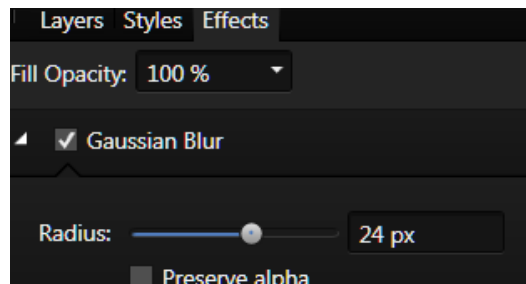 Layers Styles Effects
Fill Opacity: 100 %
Gaussian Blur
Radius: 24 px
Preserve alpha